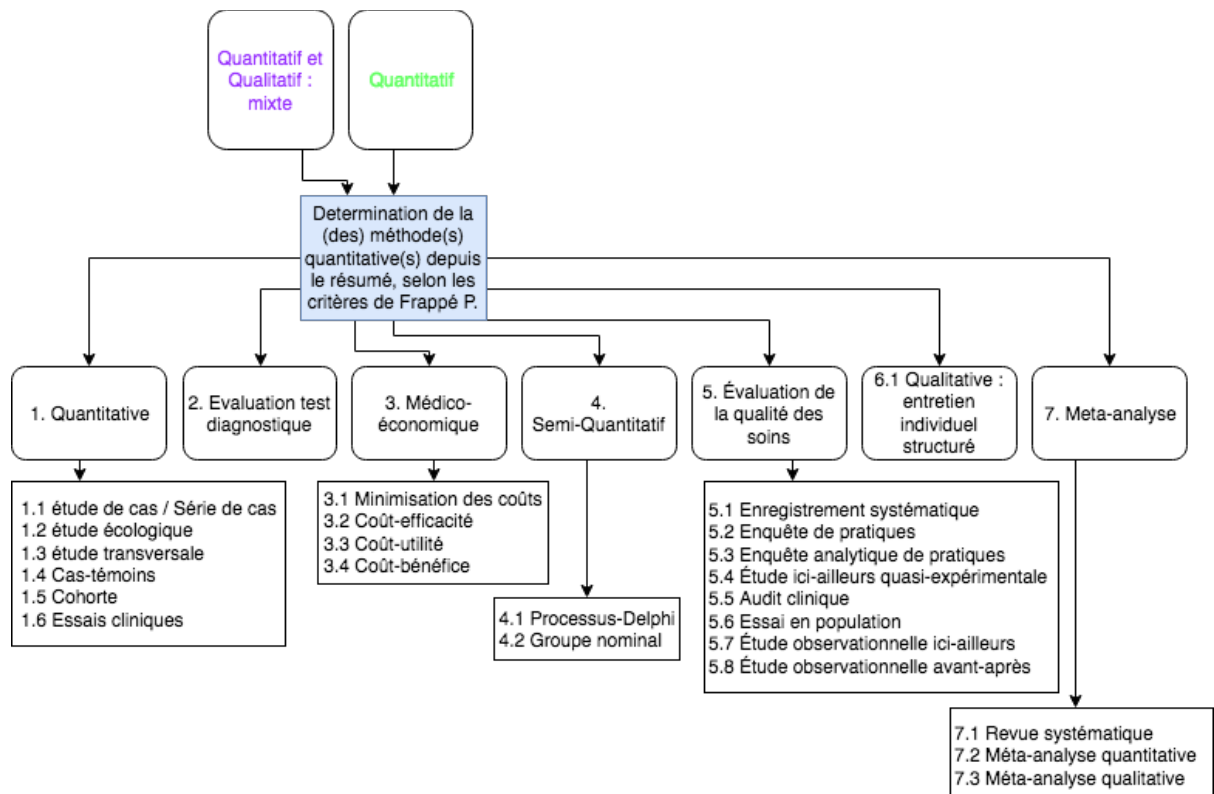 Quantitatif et
Qualitatif :
mixte
Quantitatif
Determination de la
(des) méthode(s)
quantitative(s) depuis
le résumé, selon les
critères de Frappé P.
1. Quantitative
2. Evaluation test
diagnostique
3. Médico-
économique
4.
Semi-Quantitatif
5. Évaluation de
la qualité des
soins
6.1 Qualitative :
entretien
individuel
structuré
7. Meta-analyse
1.1 étude de cas / Série de cas
1.2 étude écologique
1.3 étude transversale
1.4 Cas-témoins
1.5 Cohorte
1.6 Essais cliniques
3.1 Minimisation des coûts
3.2 Coût-efficacité
3.3 Coût-utilité
3.4 Coût-bénéfice
4.1 Processus-Delphi
4.2 Groupe nominal
5.1 Enregistrement systématique
5.2 Enquête de pratiques
5.3 Enquête analytique de pratiques
5.4 Étude ici-ailleurs quasi-expérimentale
5.5 Audit clinique
5.6 Essai en population
5.7 Étude observationnelle ici-ailleurs
5.8 Étude observationnelle avant-après
7.1 Revue systématique
7.2 Méta-analyse quantitative
7.3 Méta-analyse qualitative